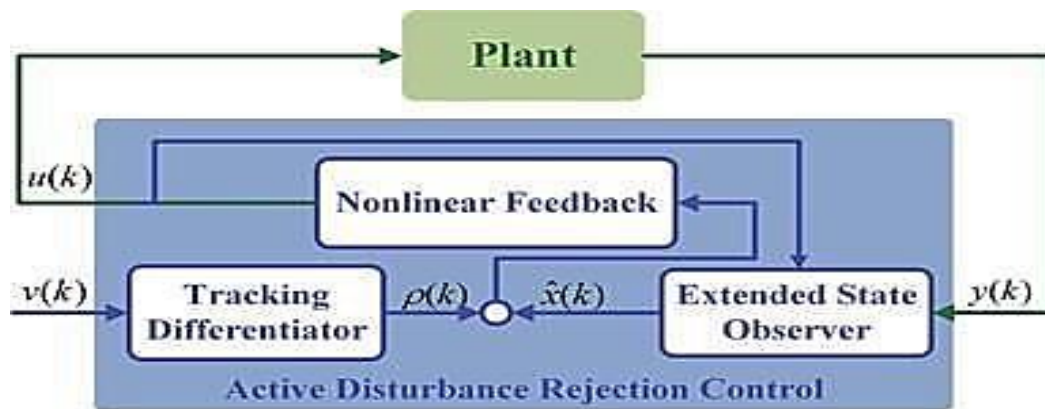 Plant
u(k)
Nonlinear Feedback
v(k)
Tracking
Differentiator
ρ(k)
x̂(k)
Extended State
Observer
y(k)
Active Disturbance Rejection Control